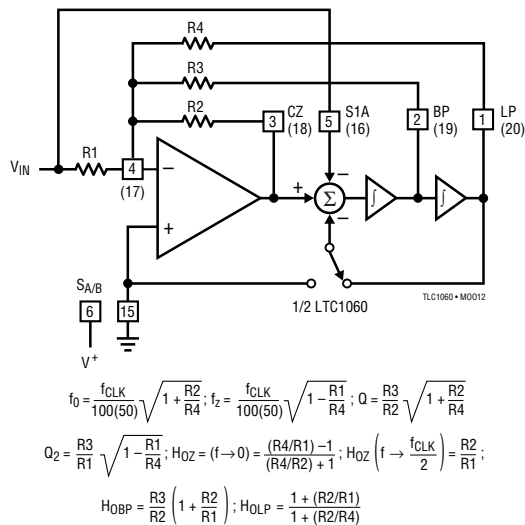 R4
R3
R2
3
CZ
(18)
5
S1A
(16)
2
BP
(19)
1
LP
(20)
VIN
R1
4
(17)
−
+
+
−
−
Σ
∫
∫
1/2 LTC1060
TLC1060 • MOO12
SA/B
6
V+
15
f0 = fCLK/100(50) √(1 + R2/R4) ; fz = fCLK/100(50) √(1 − R1/R4) ; Q = R3/R2 √(1 + R2/R4)
Q2 = R3/R1 √(1 − R1/R4) ; HOZ = (f→0) = (R4/R1) −1/(R4/R2) + 1 ; HOZ (f → fCLK/2) = R2/R1 ;
HOBP = R3/R2 (1 + R2/R1) ; HOLP = 1 + (R2/R1)/1 + (R2/R4)